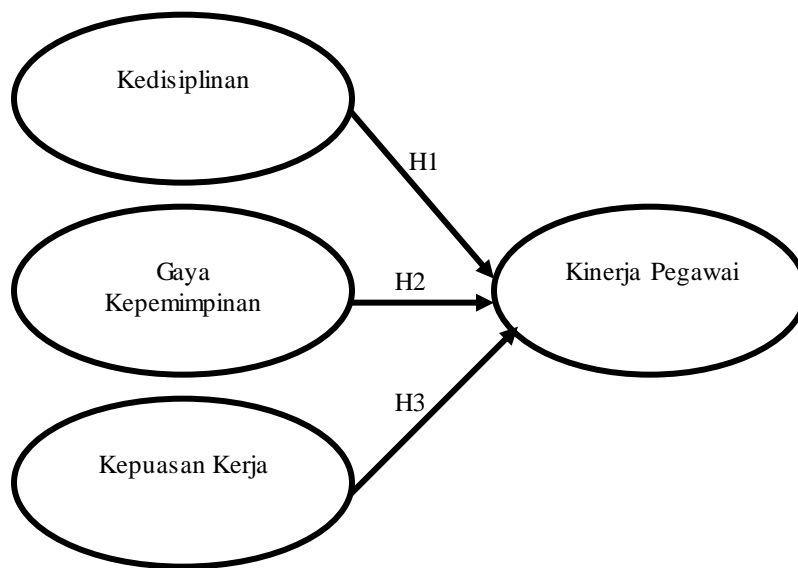 Kedisiplinan
H1
Gaya
Kepemimpinan
H2
Kinerja Pegawai
H3
Kepuasan Kerja